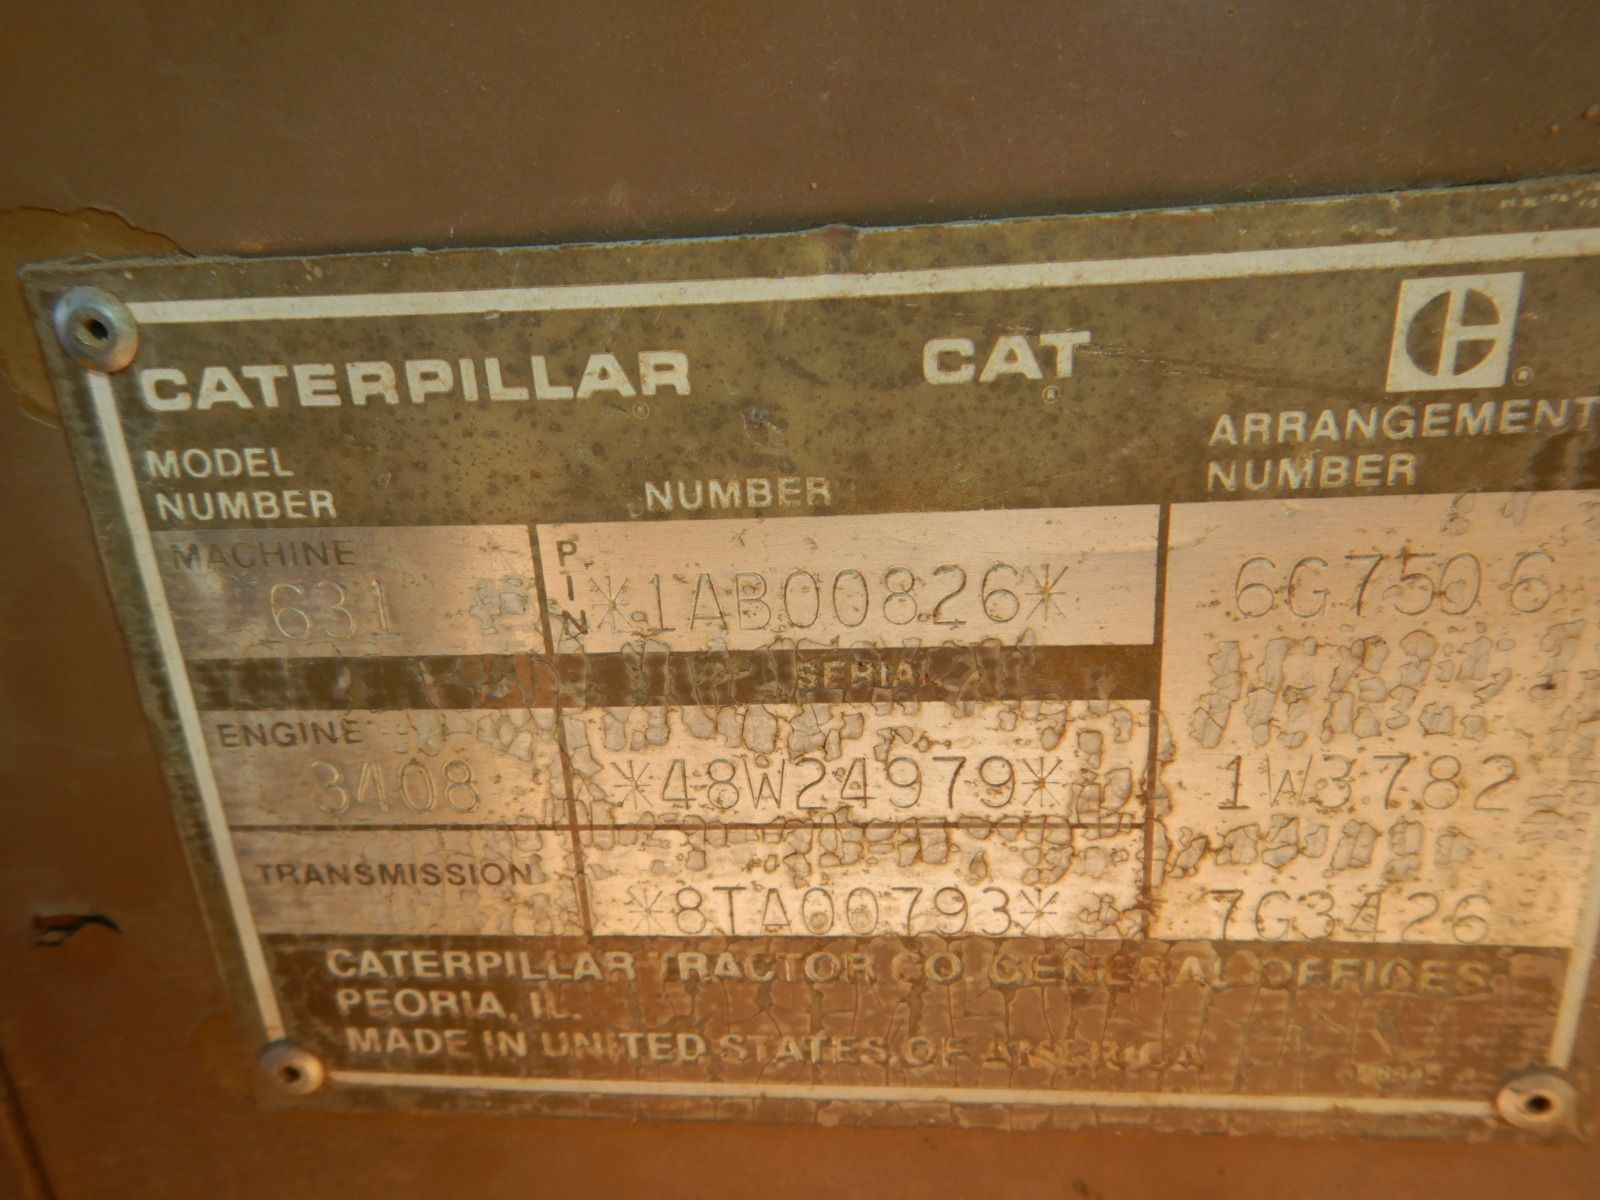 CATERPILLAR® CAT® ®
MODEL NUMBER NUMBER ARRANGEMENT NUMBER
MACHINE PIN
631 *1AB00826* 6G7506
SERIAL
ENGINE
3408 *48W24979* 1W3782
TRANSMISSION *8TA00793* 7G3426
CATERPILLAR TRACTOR CO. GENERAL OFFICES
PEORIA, IL.
MADE IN UNITED STATES OF AMERICA